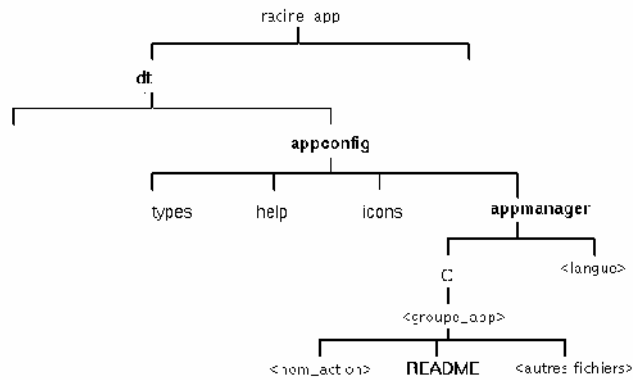 racine_app
dt
appconfig
types help icons appmanager
C <langue>
<groupe_app>
<nom_action> README <autres fichiers>